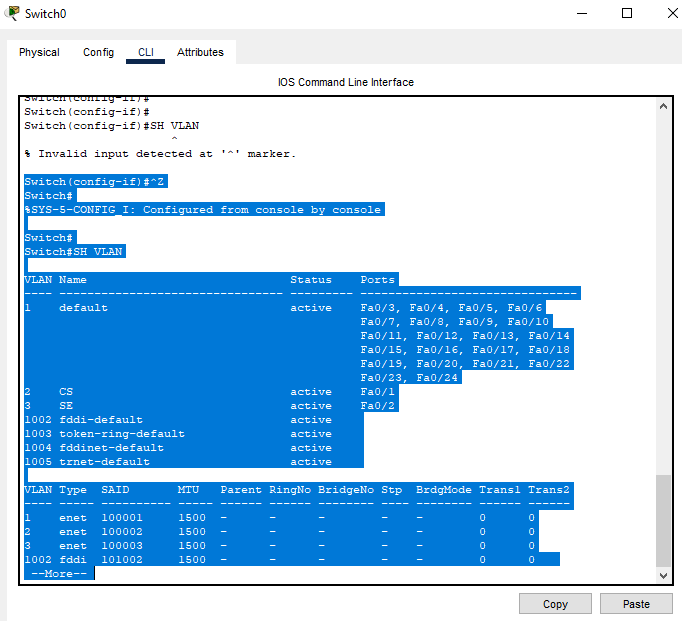 Switch0
Physical Config CLI Attributes
IOS Command Line Interface
Switch(config-if)#
Switch(config-if)#
Switch(config-if)#SH VLAN
^
% Invalid input detected at '^' marker.
Switch(config-if)#^Z
Switch#
%SYS-5-CONFIG_I: Configured from console by console
Switch#
Switch#SH VLAN
VLAN Name Status Ports
---- -------------------------------- --------- -------------------------------
1 default active Fa0/3, Fa0/4, Fa0/5, Fa0/6
Fa0/7, Fa0/8, Fa0/9, Fa0/10
Fa0/11, Fa0/12, Fa0/13, Fa0/14
Fa0/15, Fa0/16, Fa0/17, Fa0/18
Fa0/19, Fa0/20, Fa0/21, Fa0/22
Fa0/23, Fa0/24
2 CS active Fa0/1
3 SE active Fa0/2
1002 fddi-default active
1003 token-ring-default active
1004 fddinet-default active
1005 trnet-default active
VLAN Type SAID MTU Parent RingNo BridgeNo Stp BrdgMode Trans1 Trans2
---- ----- ---------- ----- ------ ------ -------- ---- -------- ------ ------
1 enet 100001 1500 - - - - - 0 0
2 enet 100002 1500 - - - - - 0 0
3 enet 100003 1500 - - - - - 0 0
1002 fddi 101002 1500 - - - - - 0 0
--More--
Copy Paste